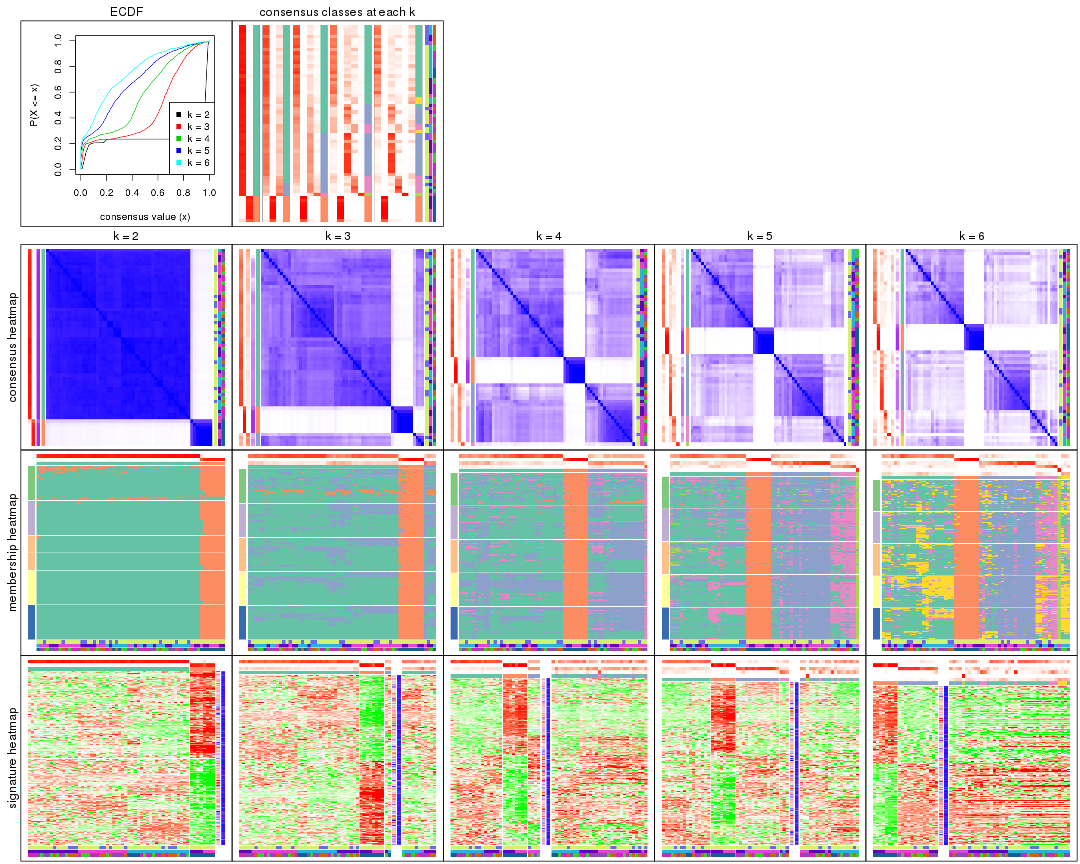 ECDF
consensus classes at each k
P(X <= x)
0.0 0.2 0.4 0.6 0.8 1.0
k = 2
k = 3
k = 4
k = 5
k = 6
0.0 0.2 0.4 0.6 0.8 1.0
consensus value (x)
k = 2
k = 3
k = 4
k = 5
k = 6
consensus heatmap
membership heatmap
signature heatmap